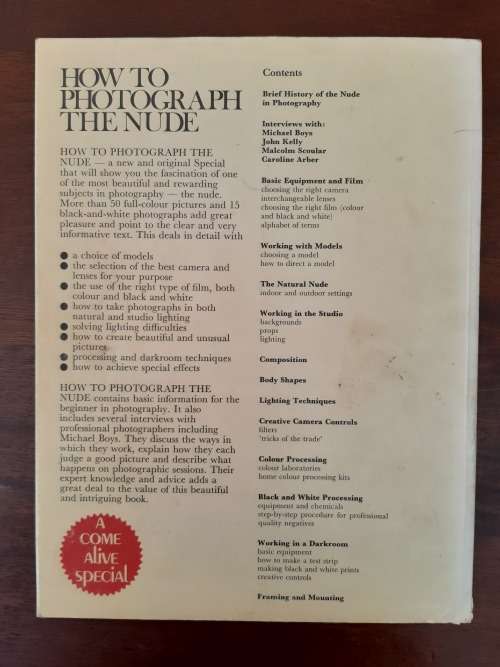 HOW TO
PHOTOGRAPH
THE NUDE
HOW TO PHOTOGRAPH THE
NUDE — a new and original Special
that will show you the fascination of one
of the most beautiful and rewarding
subjects in photography — the nude.
More than 50 full-colour pictures and 15
black-and-white photographs add great
pleasure and point to the clear and very
informative text. This deals in detail with
● a choice of models
● the selection of the best camera and
lenses for your purpose
● the use of the right type of film, both
colour and black and white
● how to take photographs in both
natural and studio lighting
● solving lighting difficulties
● how to create beautiful and unusual
pictures
● processing and darkroom techniques
● how to achieve special effects
HOW TO PHOTOGRAPH THE
NUDE contains basic information for the
beginner in photography. It also
includes several interviews with
professional photographers including
Michael Boys. They discuss the ways in
which they work, explain how they each
judge a good picture and describe what
happens on photographic sessions. Their
expert knowledge and advice adds a
great deal to the value of this beautiful
and intriguing book.
A
COME
ALIVE
SPECIAL
Contents
Brief History of the Nude
in Photography
Interviews with:
Michael Boys
John Kelly
Malcolm Scoular
Caroline Arber
Basic Equipment and Film
choosing the right camera
interchangeable lenses
choosing the right film (colour
and black and white)
alphabet of terms
Working with Models
choosing a model
how to direct a model
The Natural Nude
indoor and outdoor settings
Working in the Studio
backgrounds
props
lighting
Composition
Body Shapes
Lighting Techniques
Creative Camera Controls
filters
'tricks of the trade'
Colour Processing
colour laboratories
home colour processing kits
Black and White Processing
equipment and chemicals
step-by-step procedure for professional
quality negatives
Working in a Darkroom
basic equipment
how to make a test strip
making black and white prints
creative controls
Framing and Mounting